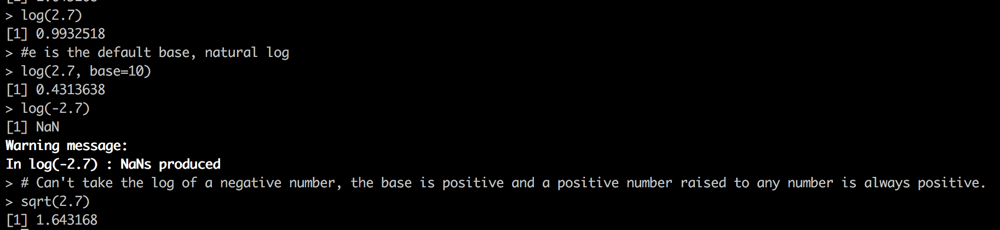 > log(2.7)
[1] 0.9932518
> #e is the default base, natural log
> log(2.7, base=10)
[1] 0.4313638
> log(-2.7)
[1] NaN
Warning message:
In log(-2.7) : NaNs produced
> # Can't take the log of a negative number, the base is positive and a positive number raised to any number is always positive.
> sqrt(2.7)
[1] 1.643168